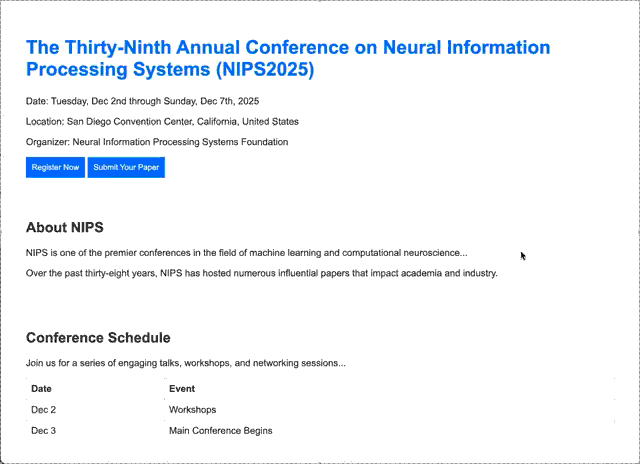 The Thirty-Ninth Annual Conference on Neural Information
Processing Systems (NIPS2025)
Date: Tuesday, Dec 2nd through Sunday, Dec 7th, 2025
Location: San Diego Convention Center, California, United States
Organizer: Neural Information Processing Systems Foundation
Register Now Submit Your Paper
About NIPS
NIPS is one of the premier conferences in the field of machine learning and computational neuroscience...
Over the past thirty-eight years, NIPS has hosted numerous influential papers that impact academia and industry.
Conference Schedule
Join us for a series of engaging talks, workshops, and networking sessions...
Date Event
Dec 2 Workshops
Dec 3 Main Conference Begins